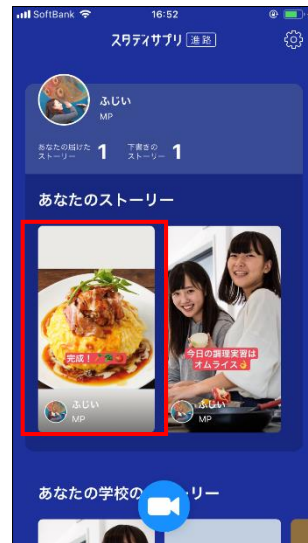 SoftBank 16:52
スタディサプリ 進路
ふじい
MP
あなたの届けた
ストーリー 1
下書きの
ストーリー 1
あなたのストーリー
完成！
ふじい
MP
今日の調理実習は
オムライス
ふじい
MP
あなたの学校の リー